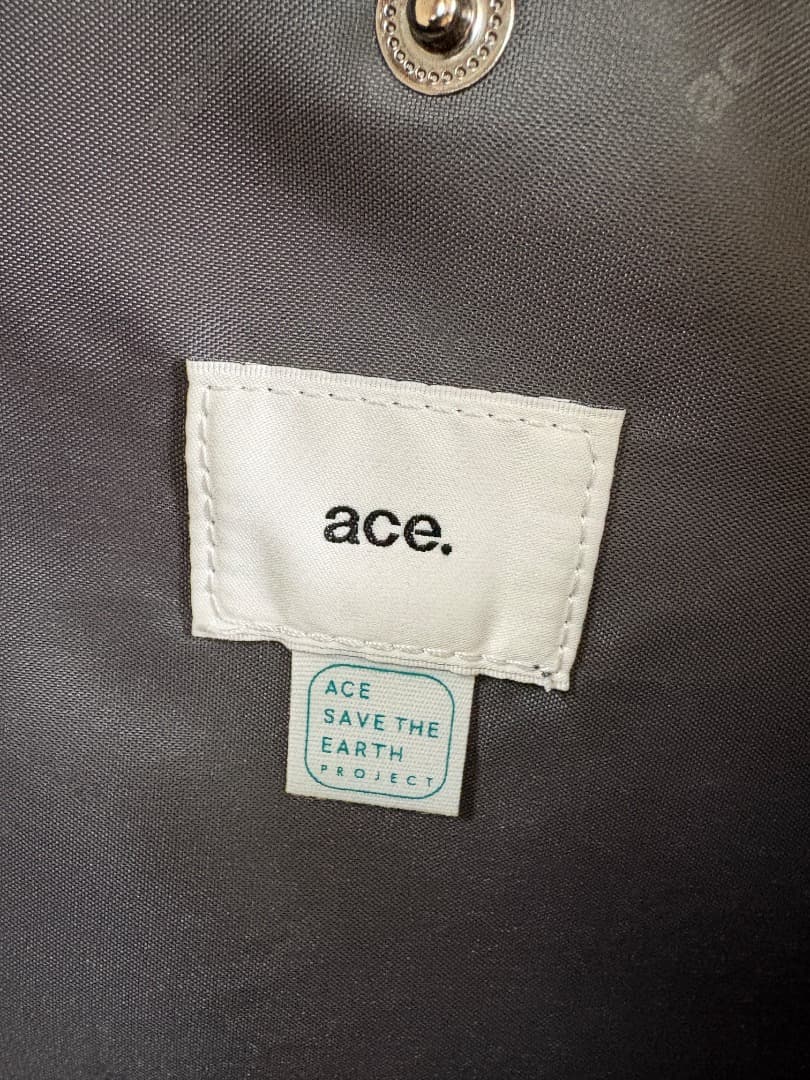 ace.
ACE
SAVE THE
EARTH
PROJECT